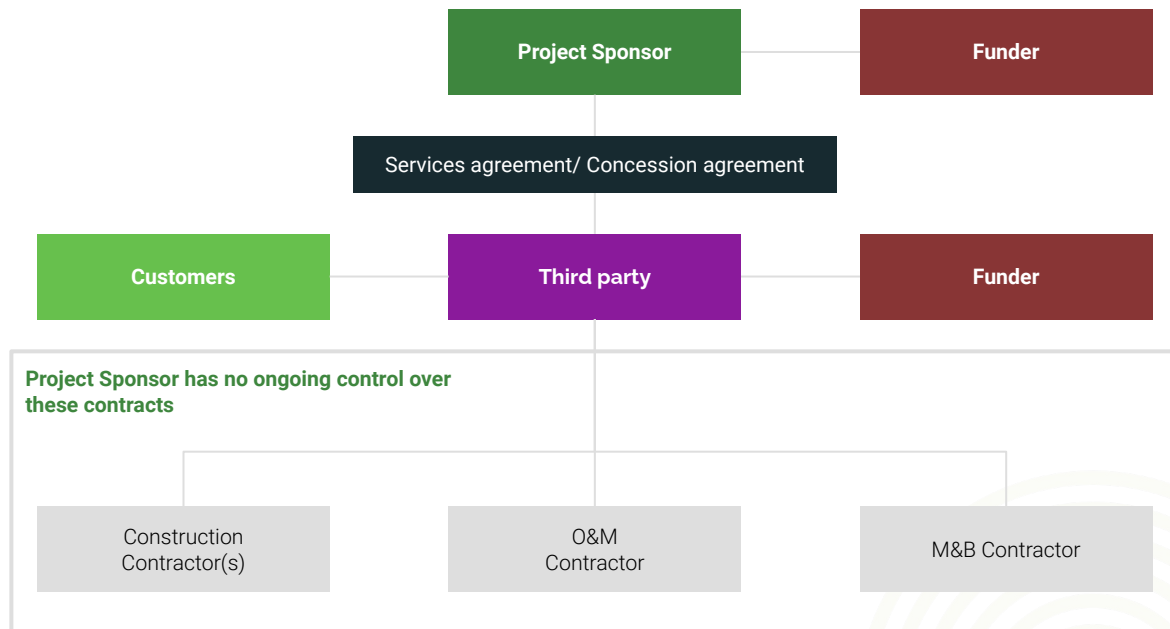 Project Sponsor
Funder
Services agreement/ Concession agreement
Customers
Third party
Funder
Project Sponsor has no ongoing control over
these contracts
Construction
Contractor(s)
O&M
Contractor
M&B Contractor